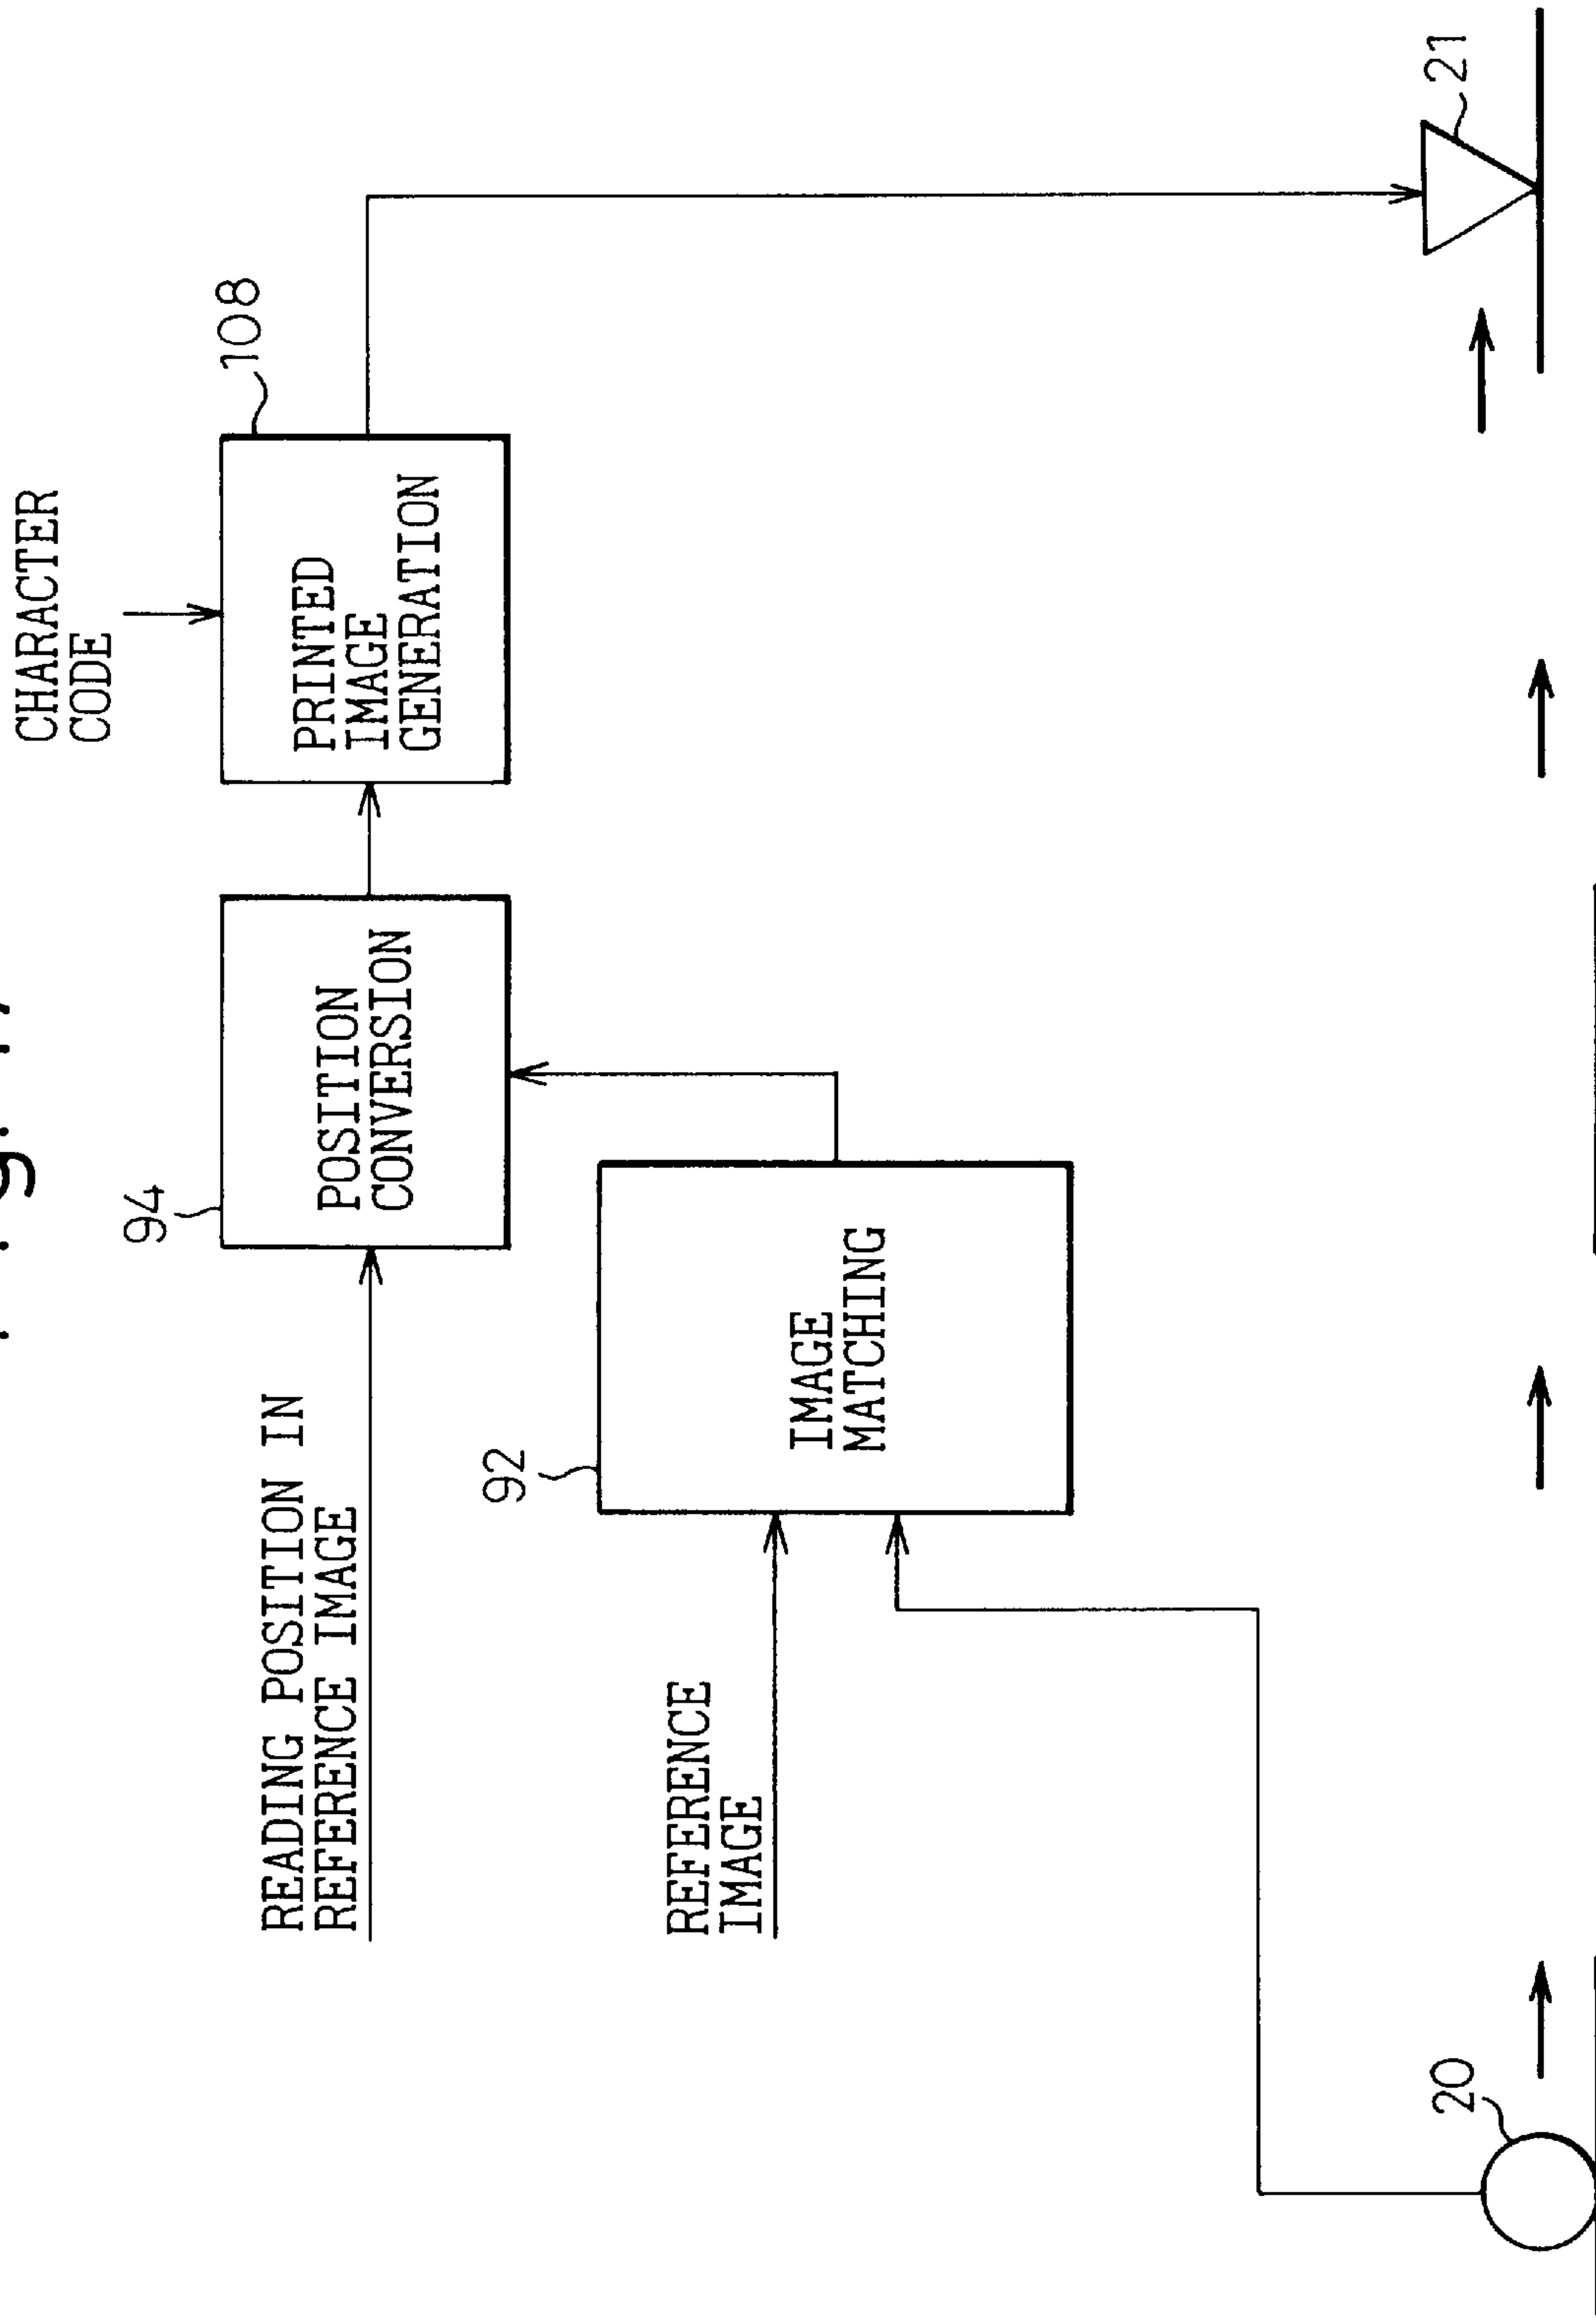 CHARACTER
CODE
94
108
READING POSITION IN
REFERENCE IMAGE
POSITION
CONVERSION
PRINTED
IMAGE
GENERATION
92
REFERENCE
IMAGE
IMAGE
MATCHING
20
21